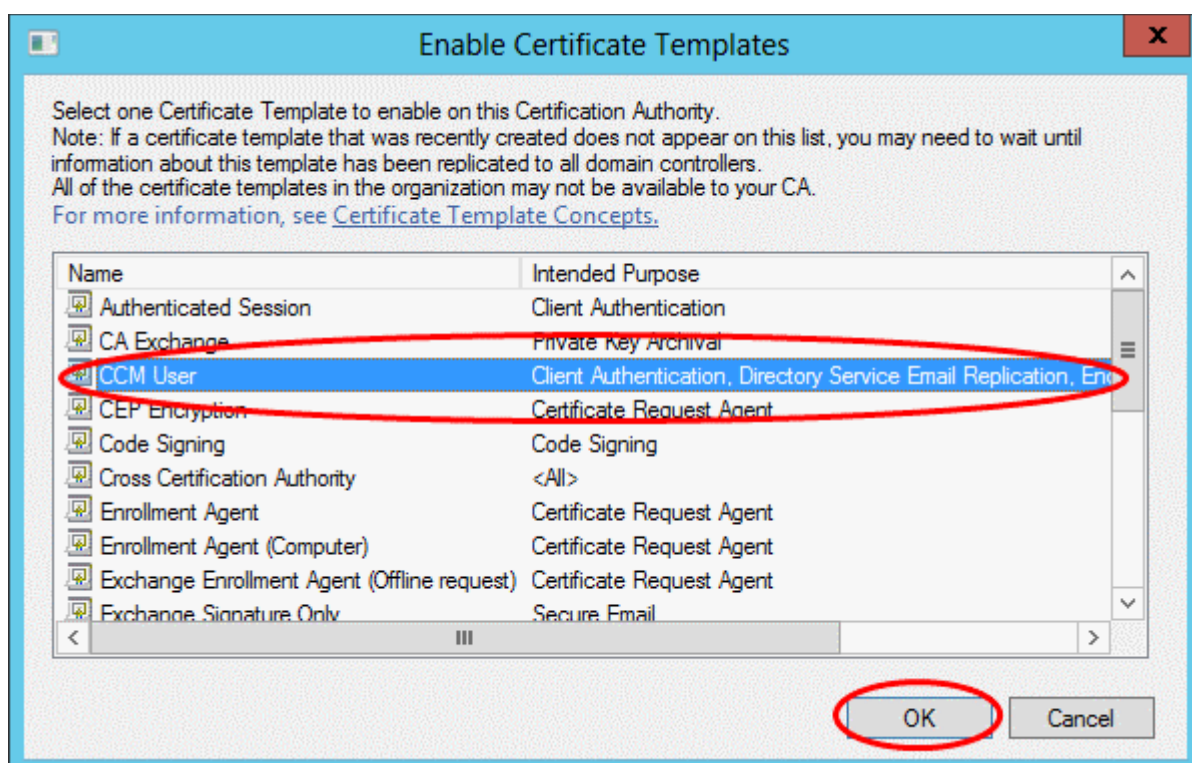 Enable Certificate Templates
x
Select one Certificate Template to enable on this Certification Authority.
Note: If a certificate template that was recently created does not appear on this list, you may need to wait until
information about this template has been replicated to all domain controllers.
All of the certificate templates in the organization may not be available to your CA.
For more information, see Certificate Template Concepts.
Name Intended Purpose
Authenticated Session Client Authentication
CA Exchange Private Key Archival
CCM User Client Authentication, Directory Service Email Replication, Enc
CEP Encryption Certificate Request Agent
Code Signing Code Signing
Cross Certification Authority <All>
Enrollment Agent Certificate Request Agent
Enrollment Agent (Computer) Certificate Request Agent
Exchange Enrollment Agent (Offline request) Certificate Request Agent
Exchange Signature Only Secure Email
OK Cancel